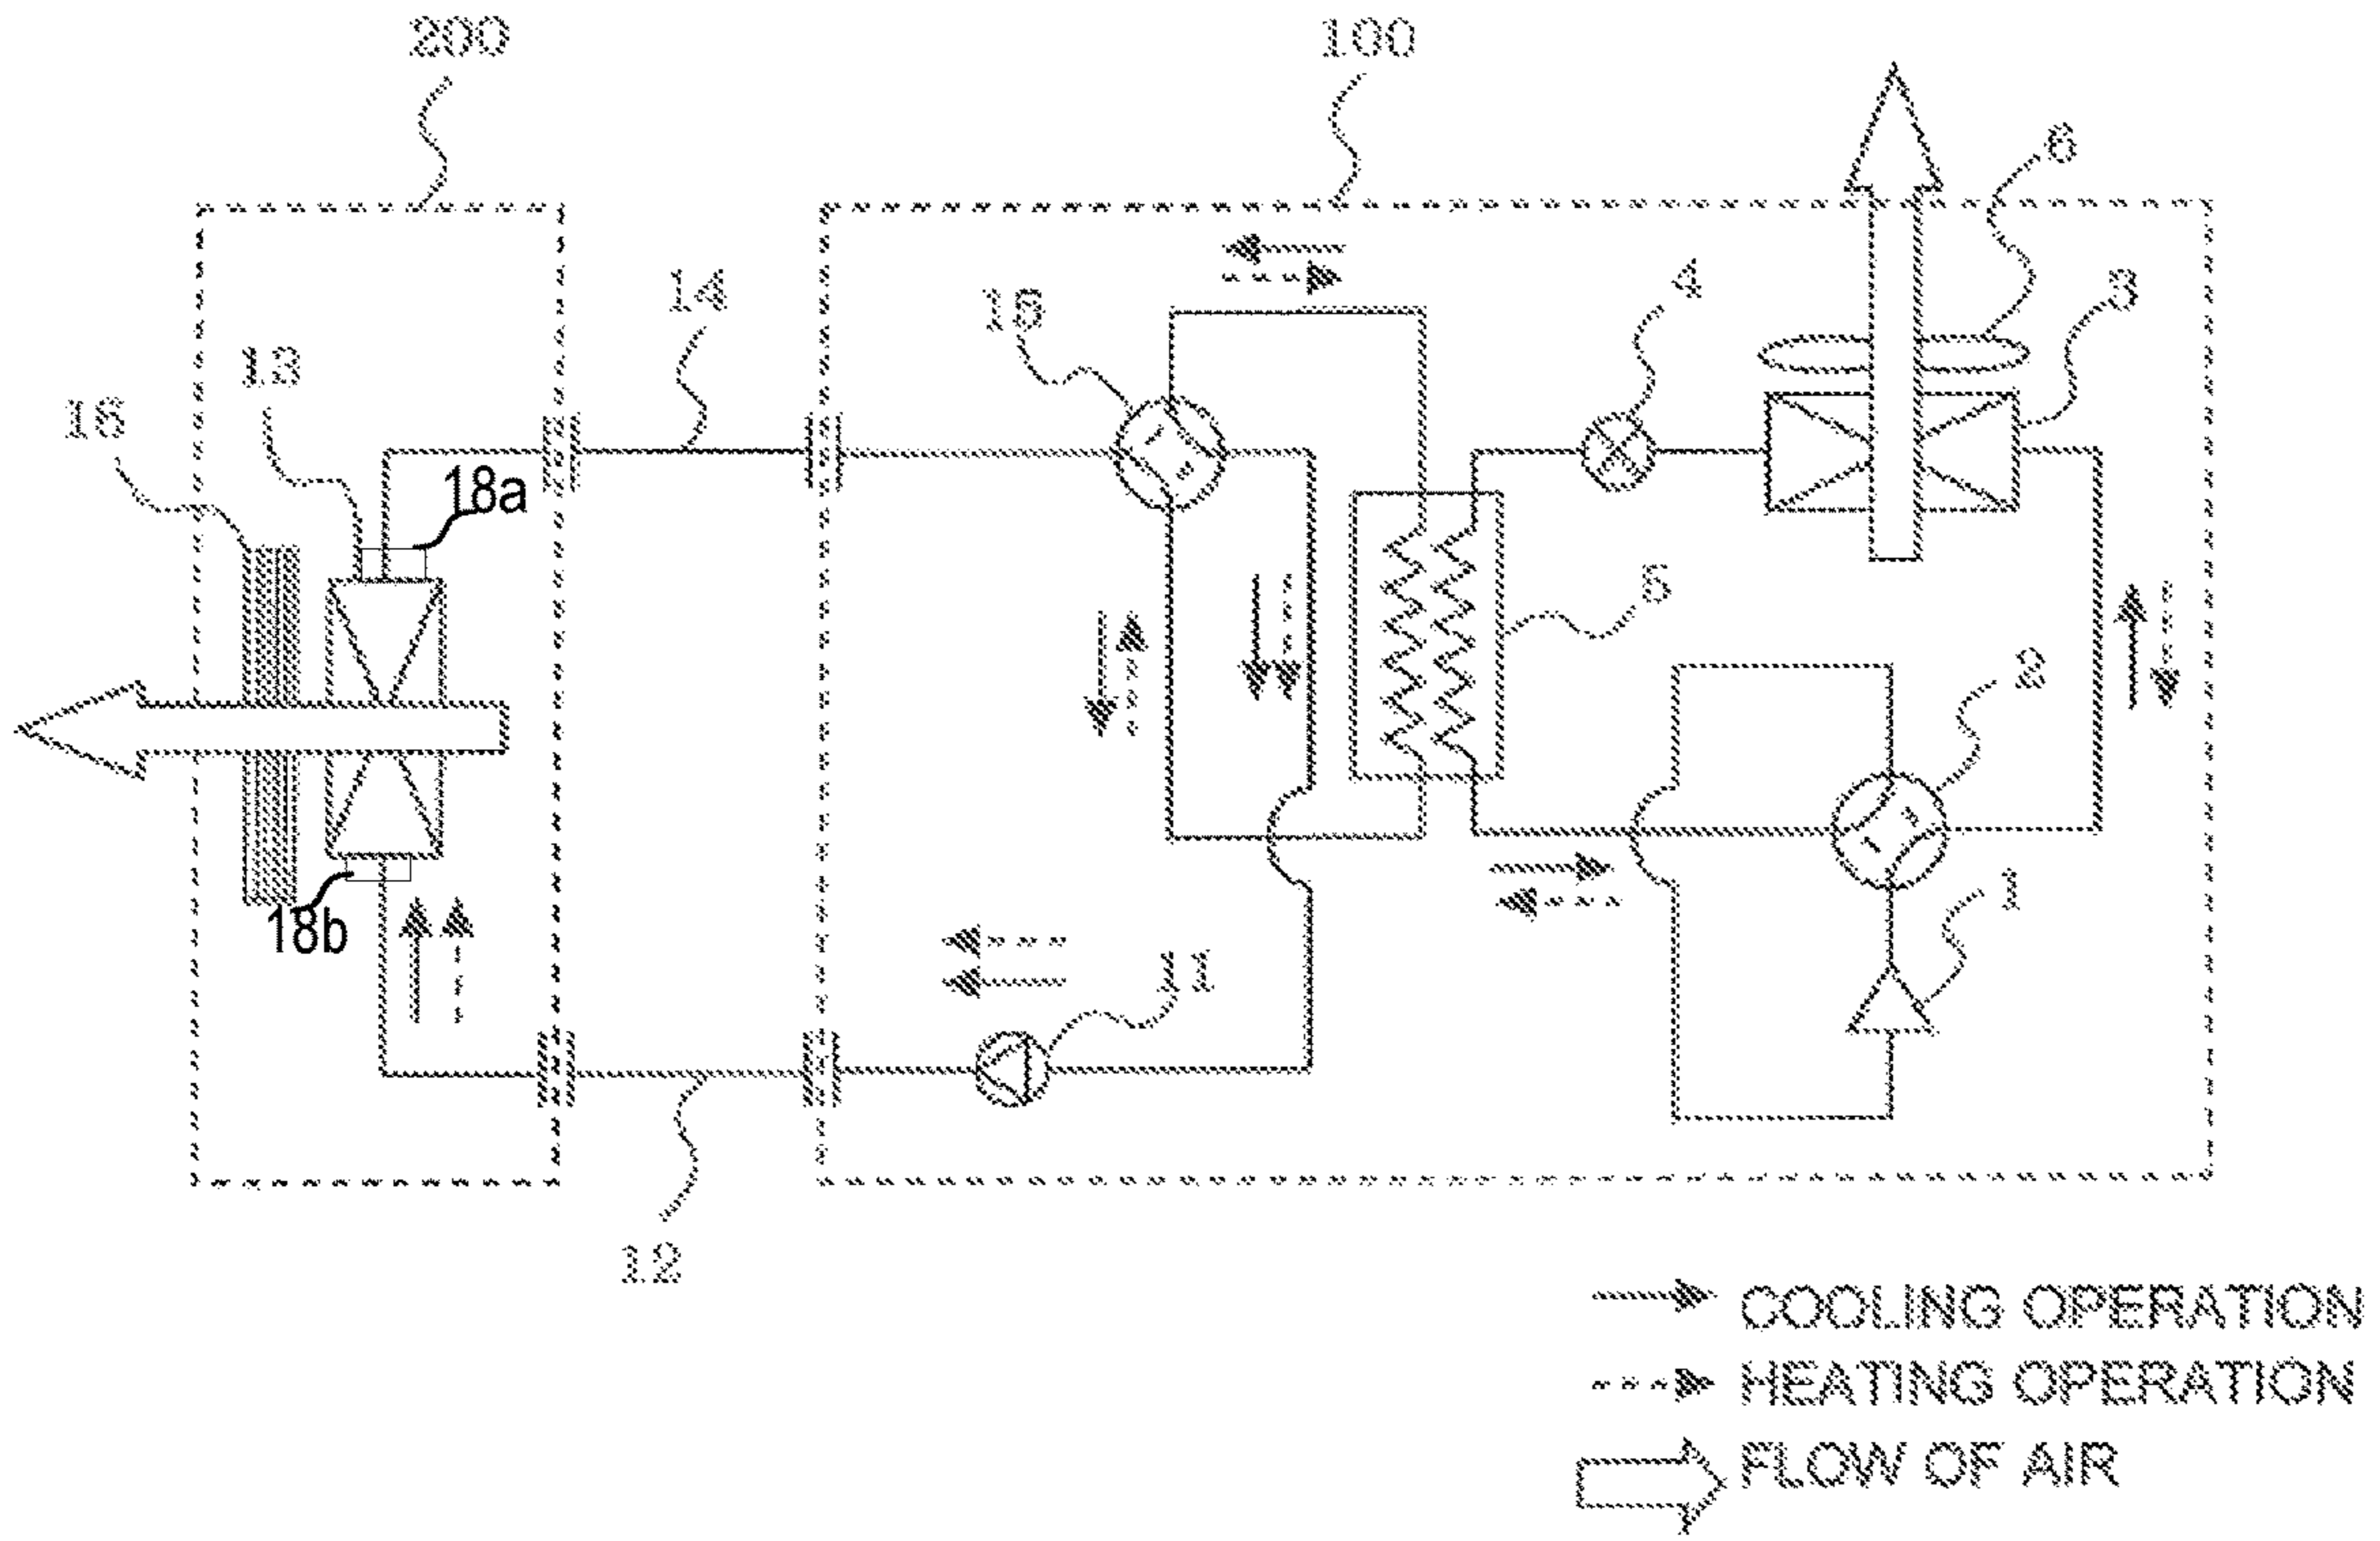 200
100
6
14
15
4
3
13
16
18a
5
2
18b
1
11
12
COOLING OPERATION
HEATING OPERATION
FLOW OF AIR